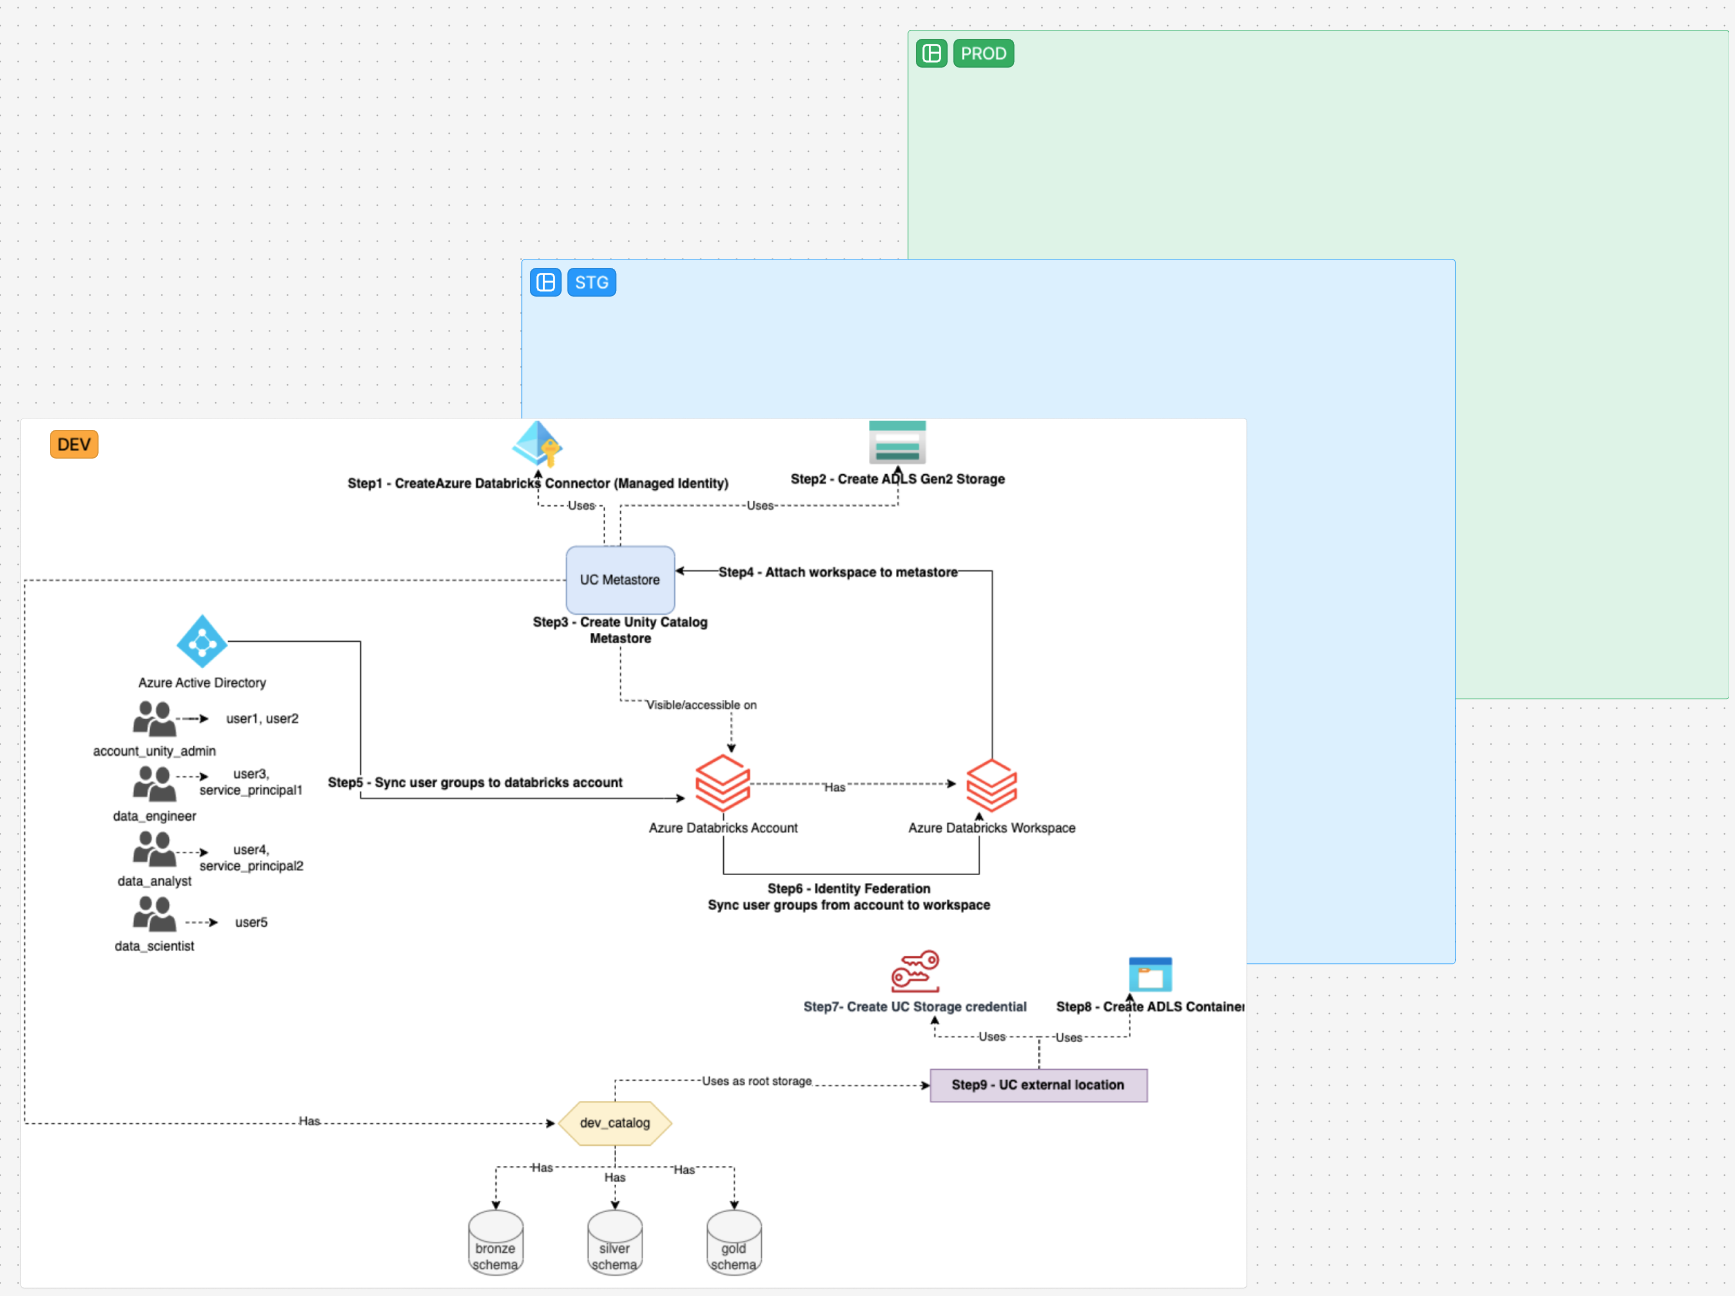 PROD
STG
DEV
Step1 - CreateAzure Databricks Connector (Managed Identity)
Step2 - Create ADLS Gen2 Storage
Uses
Uses
UC Metastore
Step4 - Attach workspace to metastore
Step3 - Create Unity Catalog
Metastore
Azure Active Directory
Visible/accessible on
user1, user2
account_unity_admin
user3,
service_principal1
data_engineer
Step5 - Sync user groups to databricks account
Has
Azure Databricks Account
Azure Databricks Workspace
user4,
service_principal2
data_analyst
Step6 - Identity Federation
Sync user groups from account to workspace
user5
data_scientist
Step7- Create UC Storage credential
Step8 - Create ADLS Container
Uses
Uses
Uses as root storage
Step9 - UC external location
Has
dev_catalog
Has
Has
Has
bronze
schema
silver
schema
gold
schema